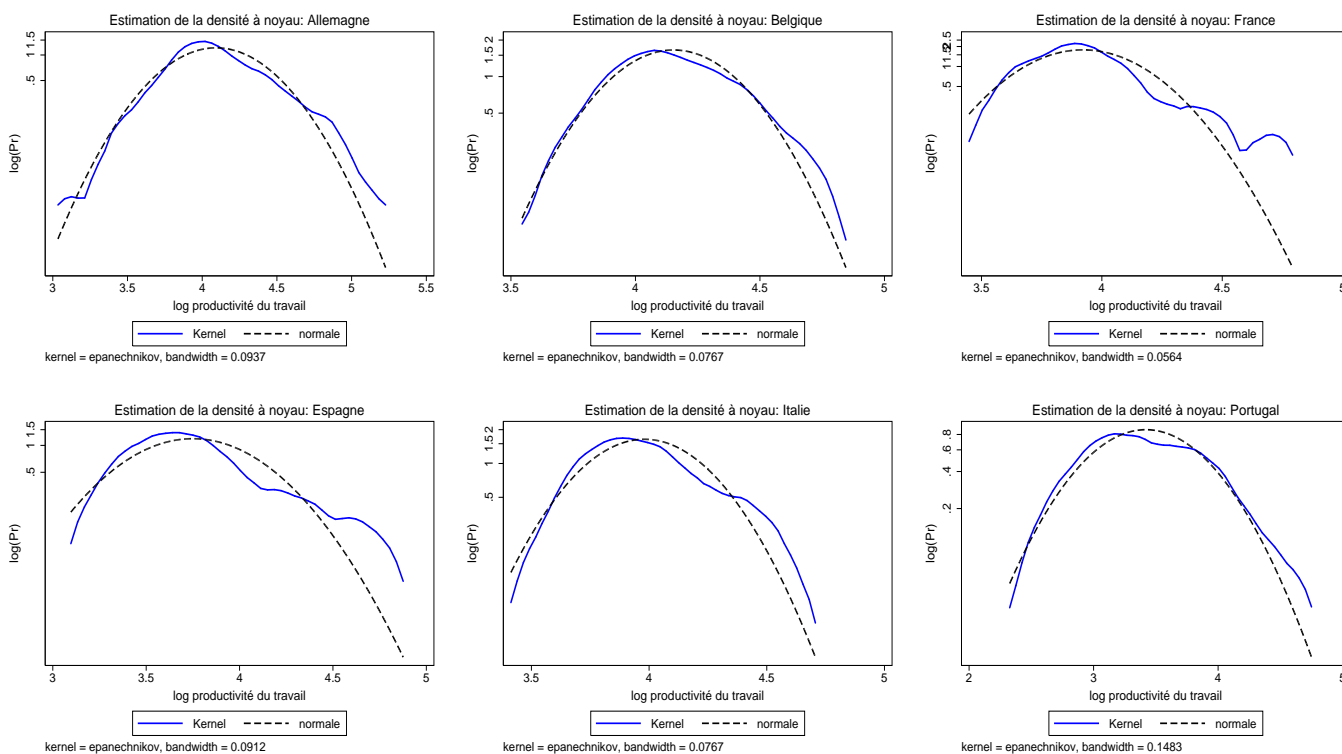 Estimation de la densité à noyau: Allemagne
log(Pr)
.5
1
1.5
3
3.5
4
4.5
5
5.5
log productivité du travail
Kernel
normale
kernel = epanechnikov, bandwidth = 0.0937
Estimation de la densité à noyau: Belgique
log(Pr)
.5
1
1.5
2
3.5
4
4.5
5
log productivité du travail
Kernel
normale
kernel = epanechnikov, bandwidth = 0.0767
Estimation de la densité à noyau: France
log(Pr)
.5
1
1.5
2
2.5
3.5
4
4.5
5
log productivité du travail
Kernel
normale
kernel = epanechnikov, bandwidth = 0.0564
Estimation de la densité à noyau: Espagne
log(Pr)
.5
1
1.5
3
3.5
4
4.5
5
log productivité du travail
Kernel
normale
kernel = epanechnikov, bandwidth = 0.0912
Estimation de la densité à noyau: Italie
log(Pr)
.5
1
1.5
2
3.5
4
4.5
5
log productivité du travail
Kernel
normale
kernel = epanechnikov, bandwidth = 0.0767
Estimation de la densité à noyau: Portugal
log(Pr)
.2
.4
.6
.8
2
3
4
5
log productivité du travail
Kernel
normale
kernel = epanechnikov, bandwidth = 0.1483